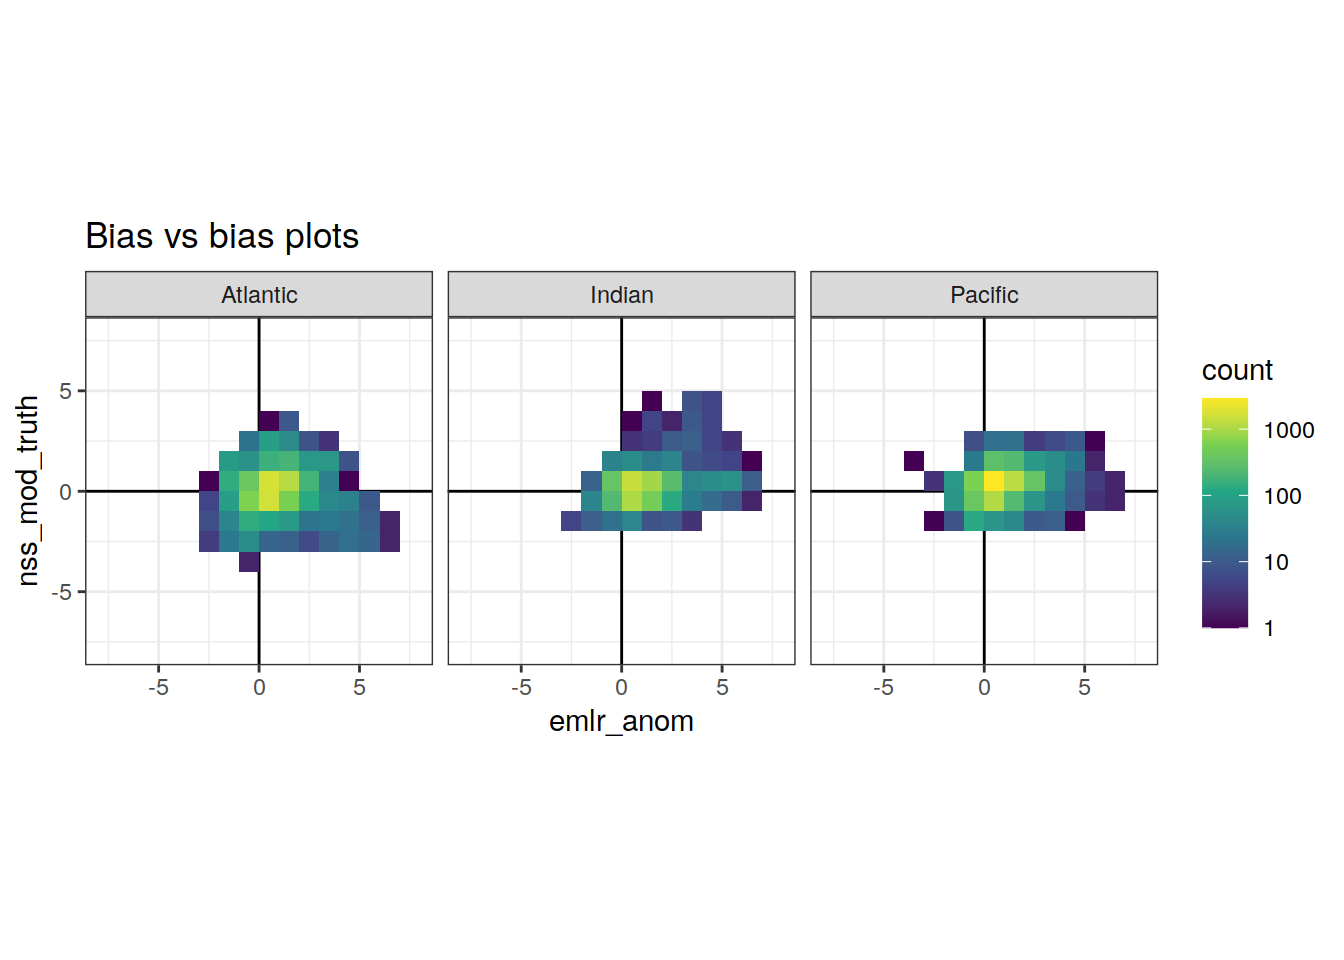 Bias vs bias plots
Atlantic
Indian
Pacific
nss_mod_truth
5
0
-5
-5 0 5
-5 0 5
-5 0 5
emlr_anom
count
1000
100
10
1